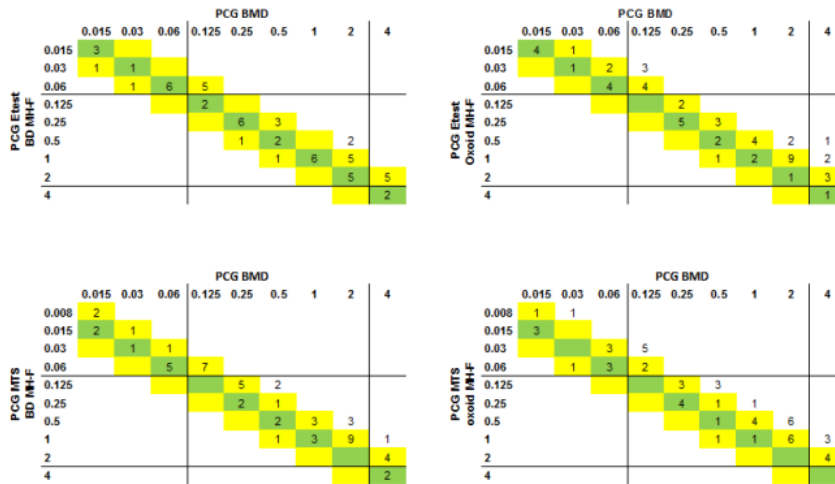 PCG BMD
0.015 0.03 0.06 0.125 0.25 0.5 1 2 4
PCG Etest
BD MH-F
0.015 3
0.03 1 1
0.06 1 6 5
0.125 2
0.25 6 3
0.5 1 2 2
1 1 6 5
2 5 5
4 2
PCG BMD
0.015 0.03 0.06 0.125 0.25 0.5 1 2 4
PCG Etest
Oxoid MH-F
0.015 4 1
0.03 1 2 3
0.06 4 4
0.125 2
0.25 5 3
0.5 2 4 2 1
1 1 2 9 2
2 1 3
4 1
PCG BMD
0.015 0.03 0.06 0.125 0.25 0.5 1 2 4
PCG MTS
BD MH-F
0.008 2
0.015 2 1
0.03 1 1
0.06 5 7
0.125 5 2
0.25 2 1
0.5 2 3 3
1 1 3 9 1
2 4
4 2
PCG BMD
0.015 0.03 0.06 0.125 0.25 0.5 1 2 4
PCG MTS
oxoid MH-F
0.008 1 1
0.015 3
0.03 3 5
0.06 1 3 2
0.125 3 3
0.25 4 1 1
0.5 1 4 6
1 1 1 6 3
2 4
4